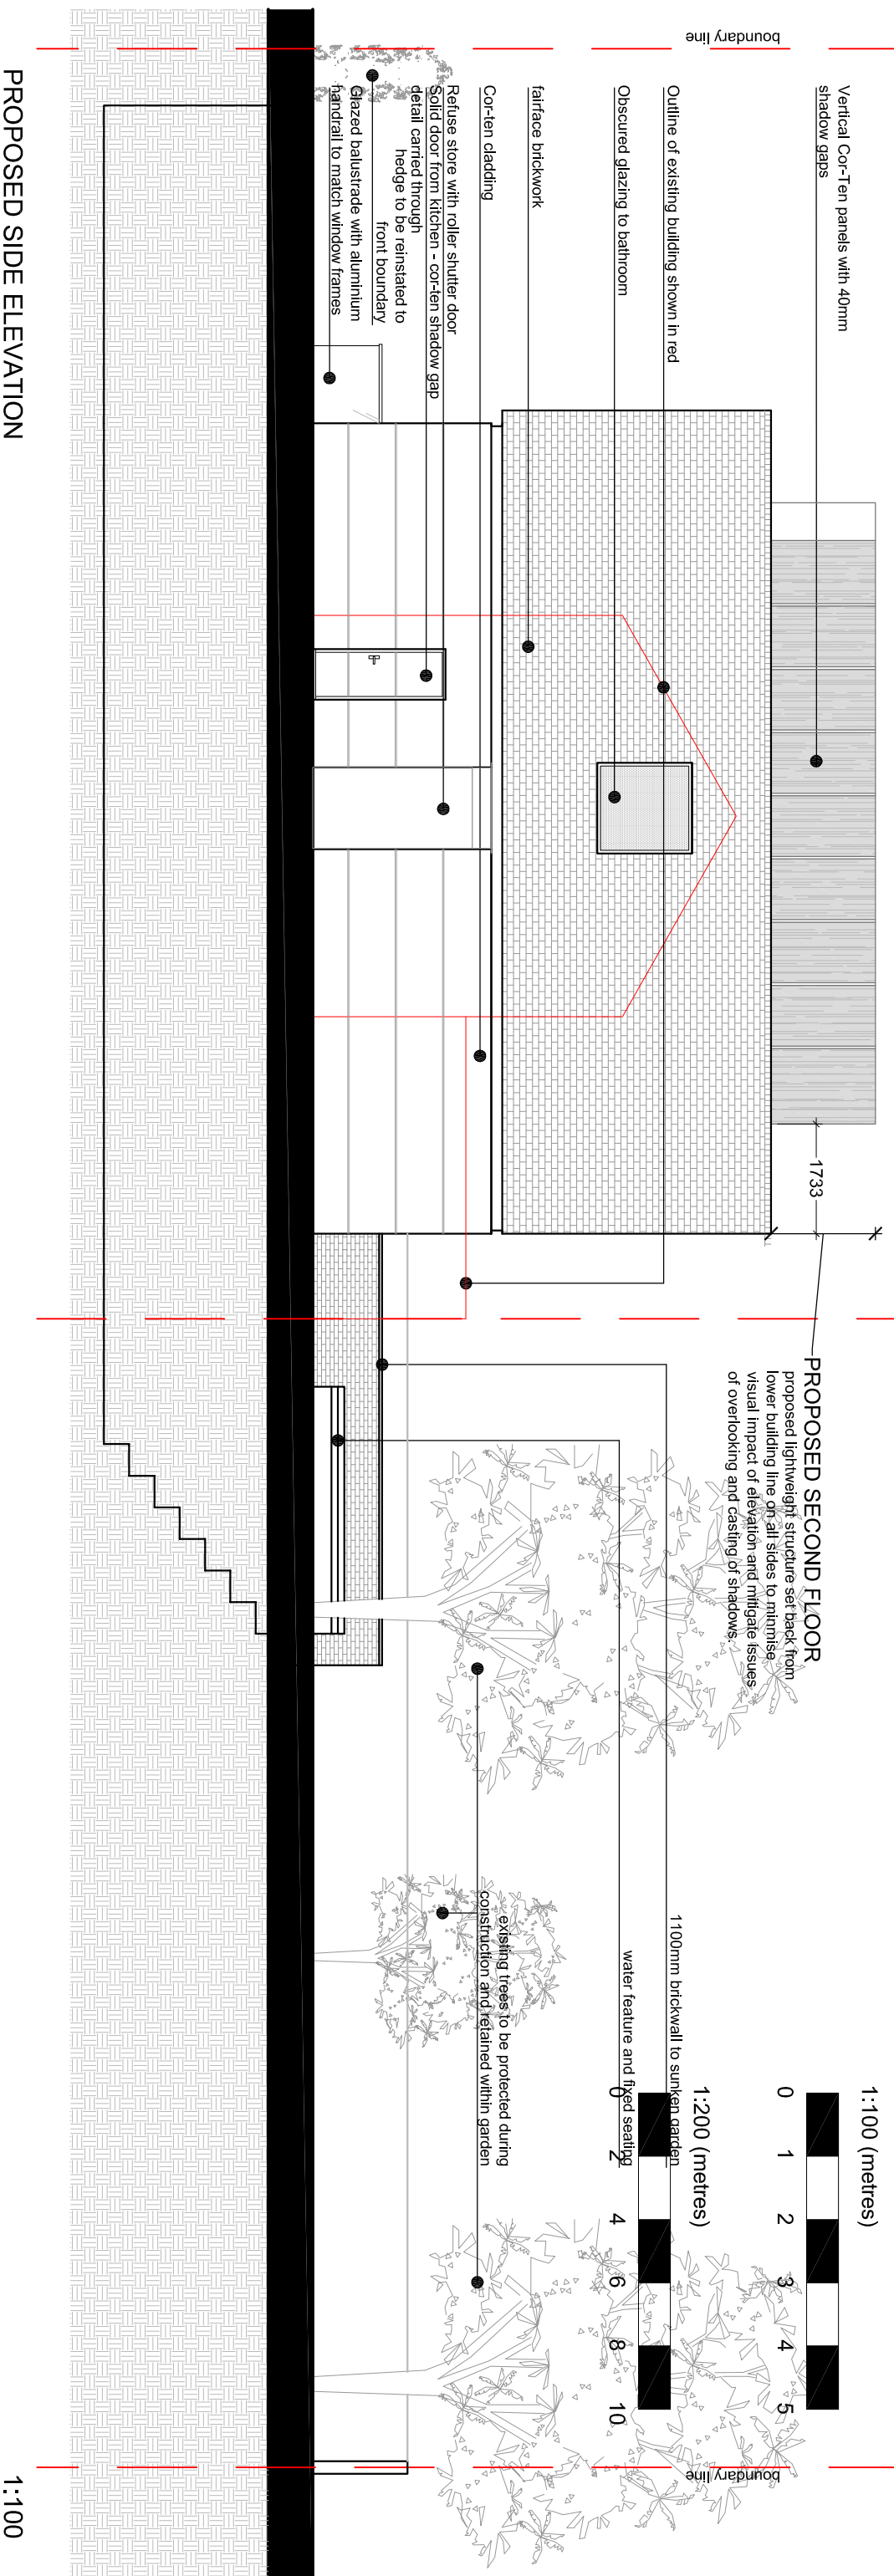 boundary line
Vertical Cor-Ten panels with 40mm
shadow gaps
Outline of existing building shown in red
Obscured glazing to bathroom
fairface brickwork
Cor-ten cladding
Refuse store with roller shutter door
Solid door from kitchen - cor-ten shadow gap
detail carried through
hedge to be reinstated to
front boundary
Glazed balustrade with aluminium
handrail to match window frames
1733
PROPOSED SECOND FLOOR
proposed lightweight structure set back from
lower building line on all sides to minmise
visual impact of elevation and mitigate issues
of overlooking and casting of shadows.
1100mm brickwall to sunken garden
water feature and fixed seating
existing trees to be protected durring
construction and retained within garden
1:100 (metres)
0 1 2 3 4 5
1:200 (metres)
0 2 4 6 8 10
boundary line
PROPOSED SIDE ELEVATION
1:100